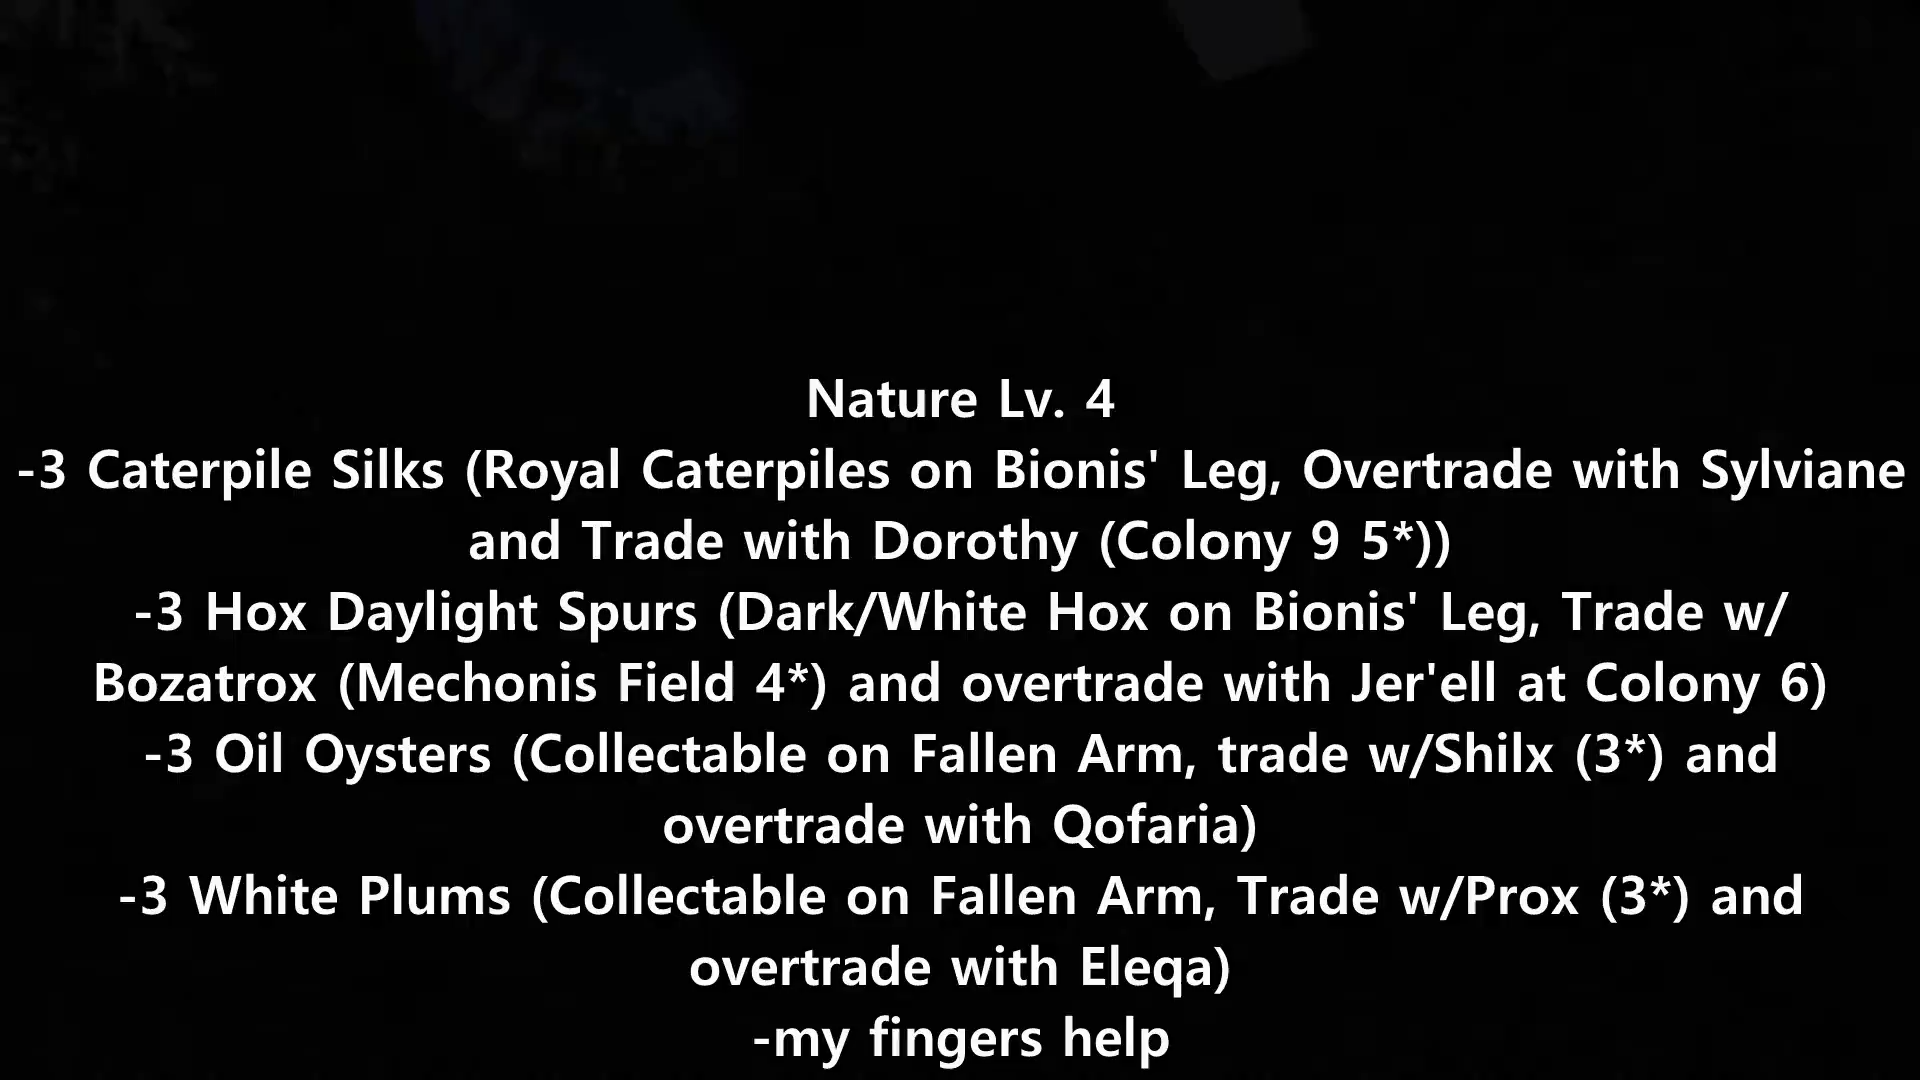 Nature Lv. 4
-3 Caterpile Silks (Royal Caterpiles on Bionis' Leg, Overtrade with Sylviane
and Trade with Dorothy (Colony 9 5*))
-3 Hox Daylight Spurs (Dark/White Hox on Bionis' Leg, Trade w/
Bozatrox (Mechonis Field 4*) and overtrade with Jer'ell at Colony 6)
-3 Oil Oysters (Collectable on Fallen Arm, trade w/Shilx (3*) and
overtrade with Qofaria)
-3 White Plums (Collectable on Fallen Arm, Trade w/Prox (3*) and
overtrade with Eleqa)
-my fingers help